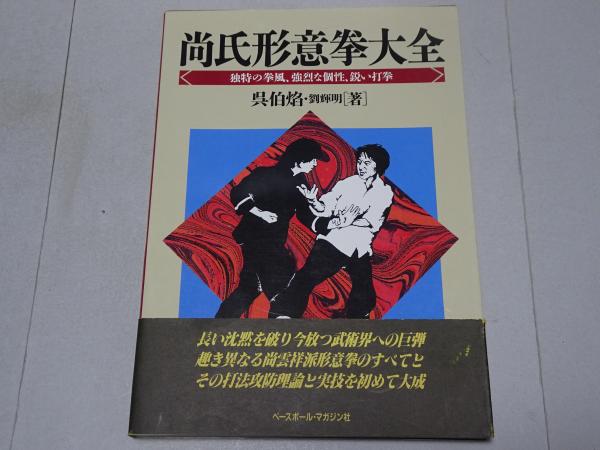 尚氏形意拳大全
独特の拳風、強烈な個性、鋭い打拳
呉伯焔・劉輝明[著]
長い沈黙を破り今放つ武術界への巨弾
趣き異なる尚雲祥派形意拳のすべてと
その打法攻防理論と実技を初めて大成
ベースボール・マガジン社